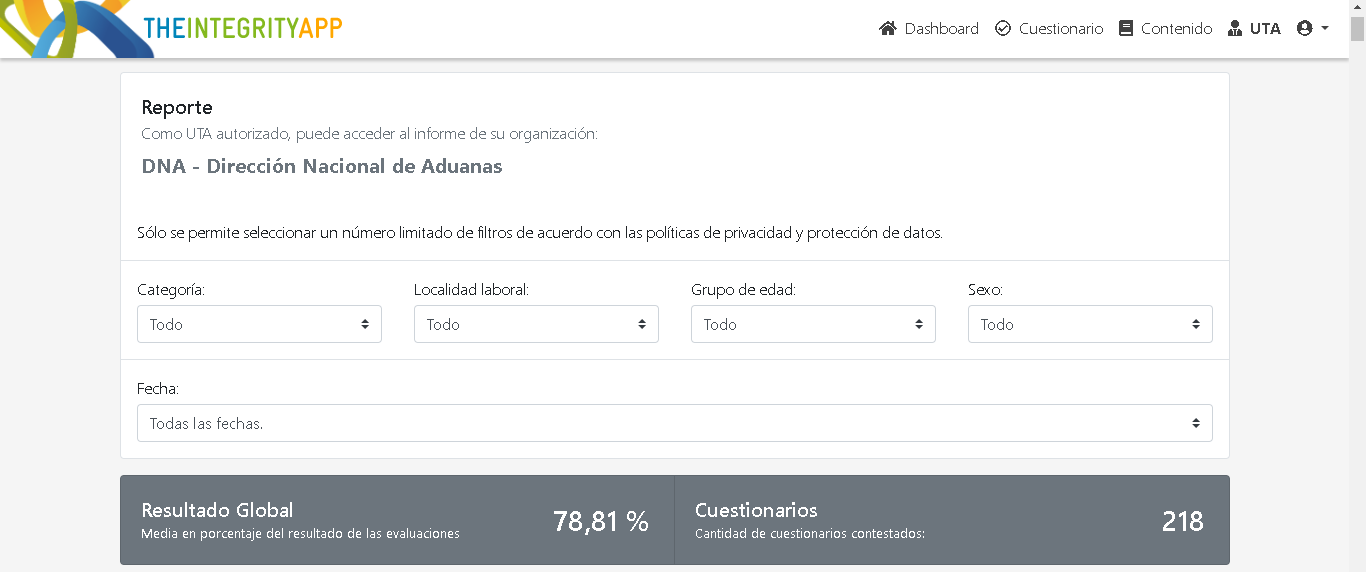 THEINTEGRITYAPP
Dashboard Cuestionario Contenido UTA
Reporte
Como UTA autorizado, puede acceder al informe de su organización:
DNA - Dirección Nacional de Aduanas
Sólo se permite seleccionar un número limitado de filtros de acuerdo con las políticas de privacidad y protección de datos.
Categoría: Localidad laboral: Grupo de edad: Sexo:
Todo Todo Todo Todo
Fecha:
Todas las fechas.
Resultado Global
Media en porcentaje del resultado de las evaluaciones
78,81 %
Cuestionarios
Cantidad de cuestionarios contestados:
218